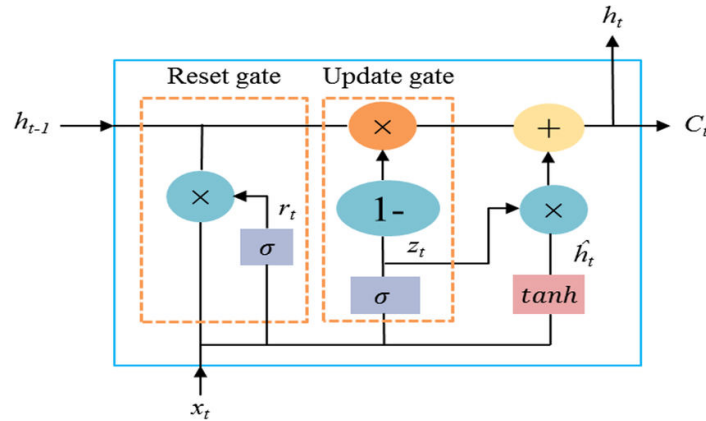 h_t
Reset gate
Update gate
h_{t-1}
×
+
C_t
×
r_t
1-
×
σ
z_t
ĥ_t
σ
tanh
x_t